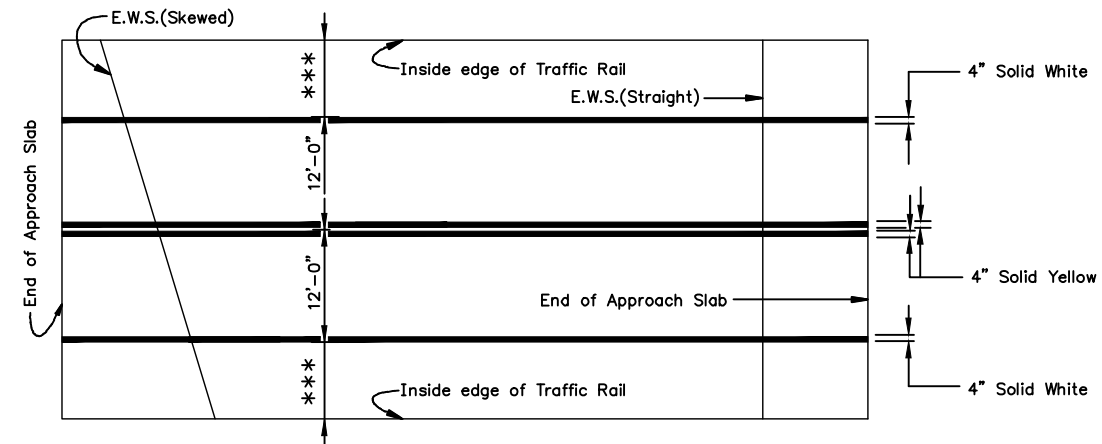 E.W.S.(Skewed)
***
Inside edge of Traffic Rail
4" Solid White
E.W.S.(Straight)
End of Approach Slab
12'-0"
12'-0"
4" Solid Yellow
End of Approach Slab
***
Inside edge of Traffic Rail
4" Solid White